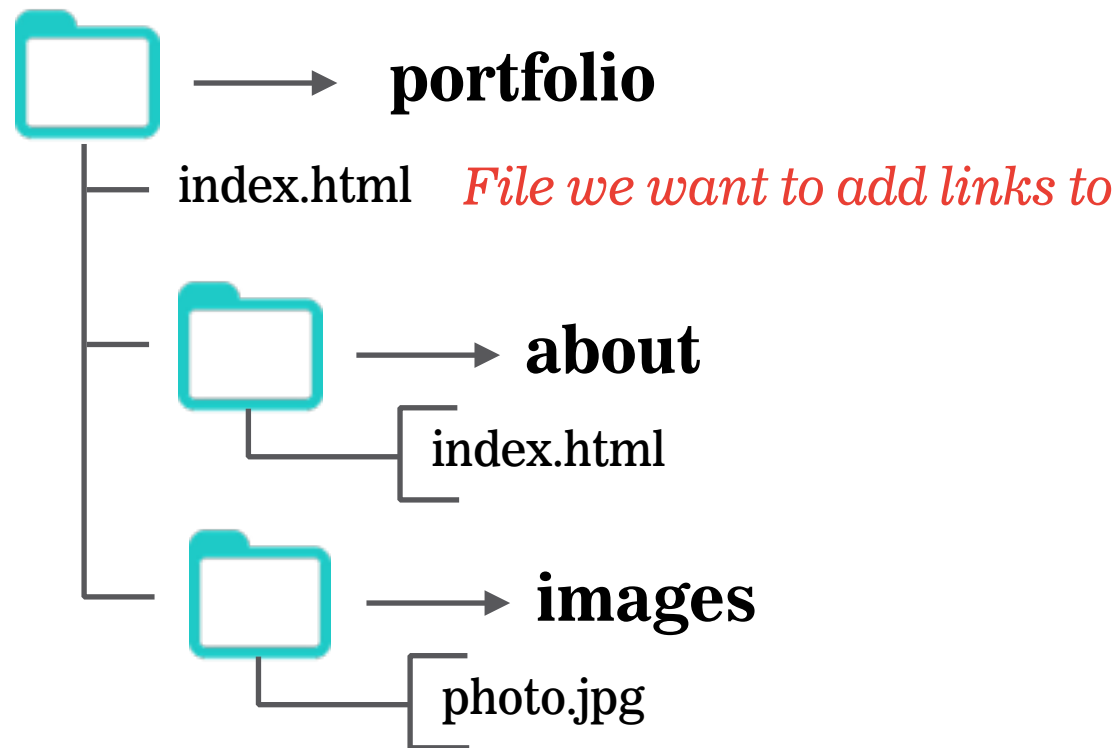 portfolio
index.html File we want to add links to
about
index.html
images
photo.jpg